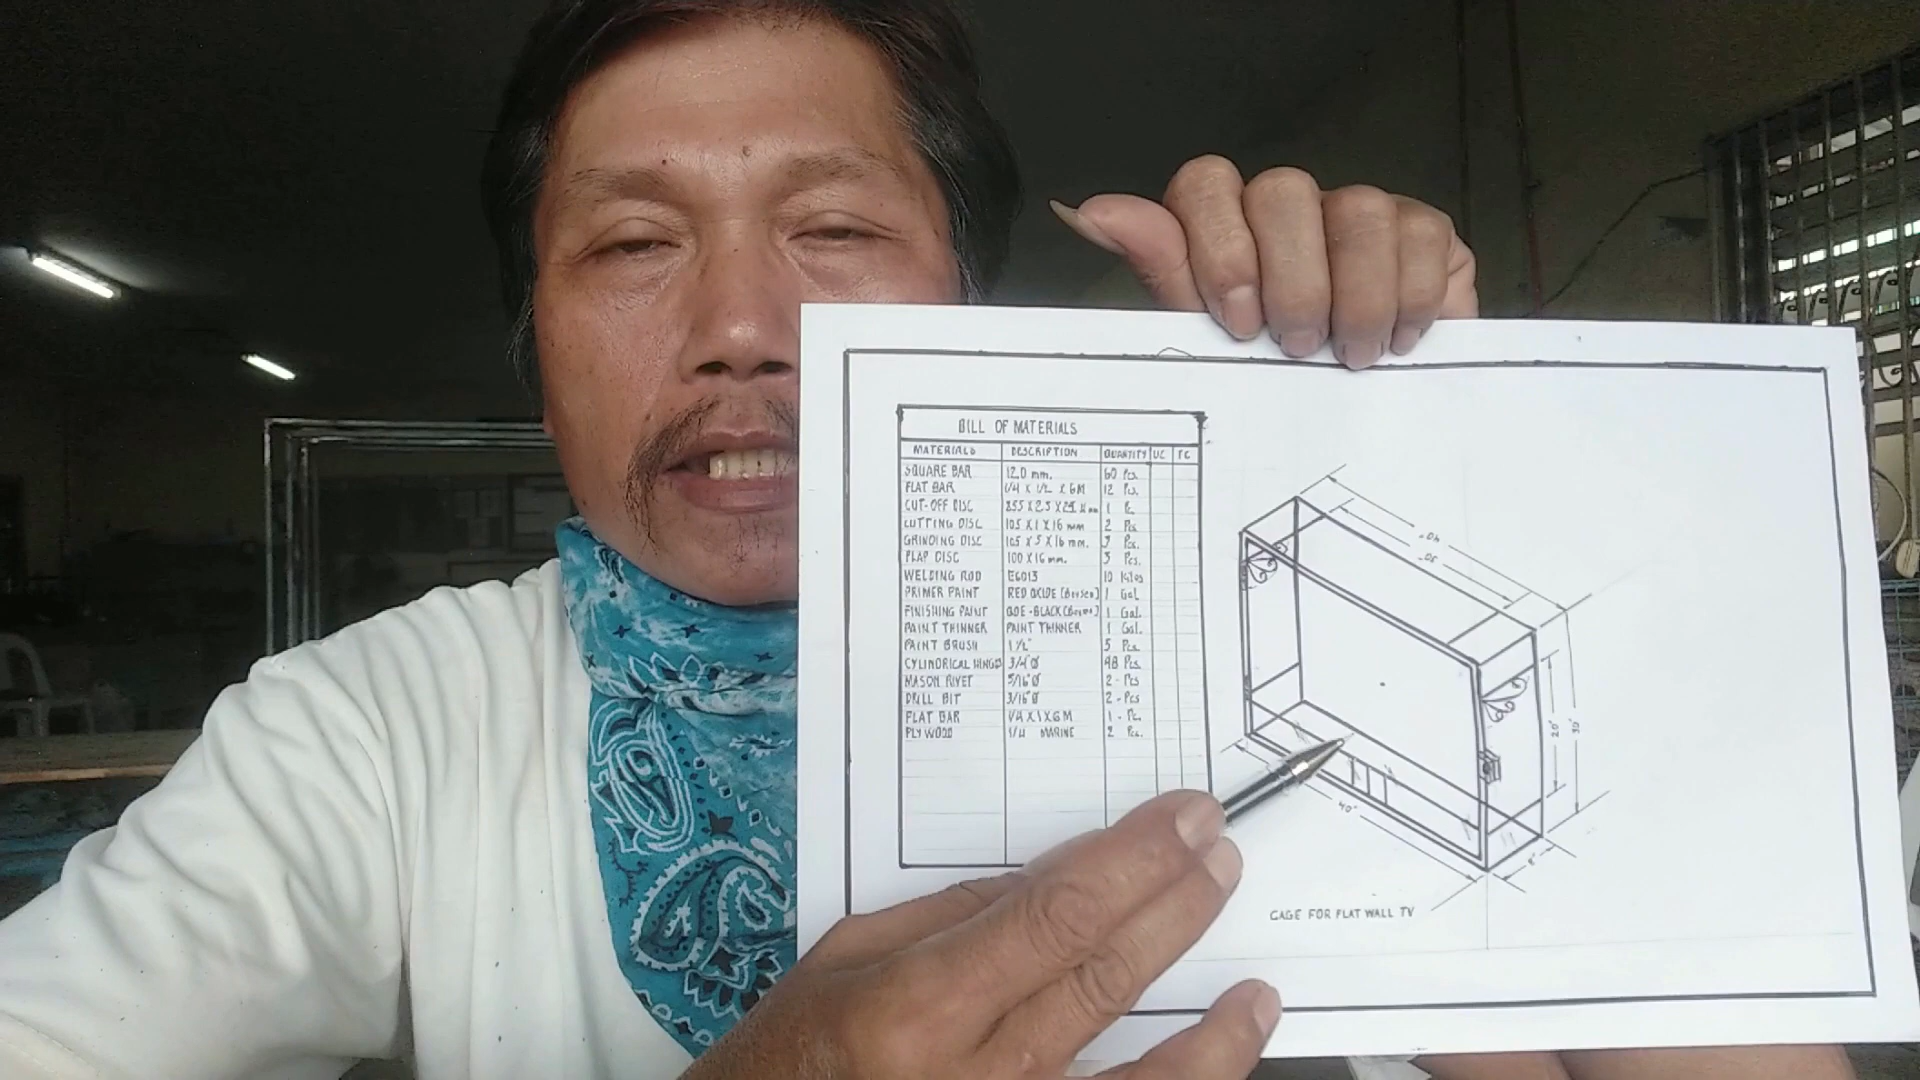 BILL OF MATERIALS
MATERIALS DESCRIPTION QUANTITY UC TC
SQUARE BAR 12.0 mm. 60 Pcs.
FLAT BAR 1/4 X 1/2 X 6M 12 Pcs.
CUT-OFF DISC 255 X 2.5 X 1 Pc
CUTTING DISC 105 X 1 X 16 mm 2 Pcs
GRINDING DISC 105 X 5 X 16 mm. Pcs.
FLAP DISC 100 X 16 mm. Pcs.
WELDING ROD E6013 10 Kilos
PRIMER PAINT RED OXIDE 1 Gal
FINISHING PAINT QDE-BLACK 1 Gal.
PAINT THINNER PAINT THINNER 1 Gal.
PAINT BRUSH 1 1/2" 5 Pcs
CYLINDRICAL HINGE 3/4 Ø 48 Pcs.
RIVET 5/16 Ø 2 - Pcs
DRILL BIT 3/16 Ø 2 - Pcs
FLAT BAR 1/4 X 1 X 6M 1 - Pc.
PLYWOOD 1/4 MARINE 2 Pcs.
40"
40"
20"
30"
8"
CAGE FOR FLAT WALL TV